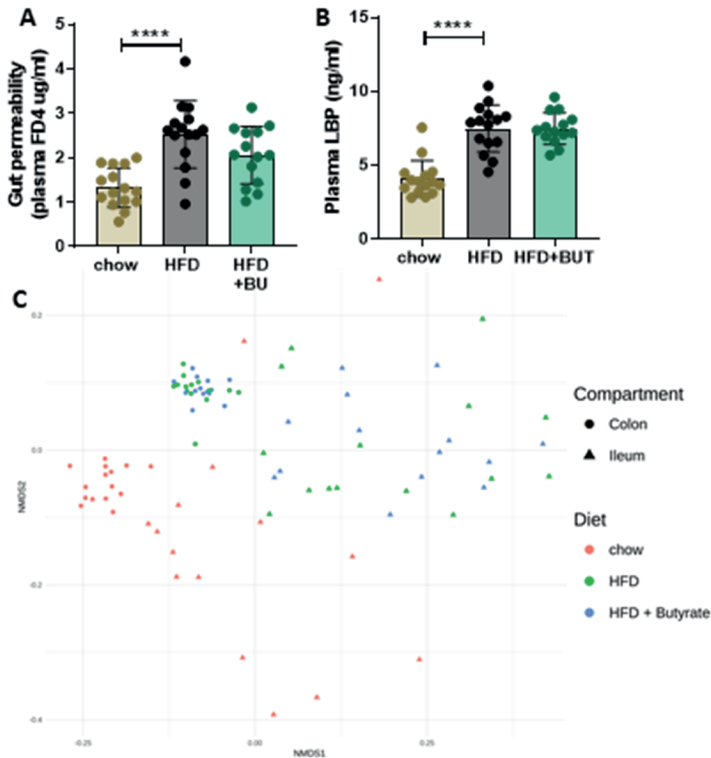 A
Gut permeability
(plasma FD4 ug/ml)
5
4
3
2
1
0
****
chow
HFD
HFD
+BU
B
Plasma LBP (ng/ml)
15
10
5
0
****
chow
HFD
HFD+BUT
C
NMDS2
0.2
0.0
-0.2
-0.4
-0.25
0.00
0.25
NMDS1
Compartment
Colon
Ileum
Diet
chow
HFD
HFD + Butyrate